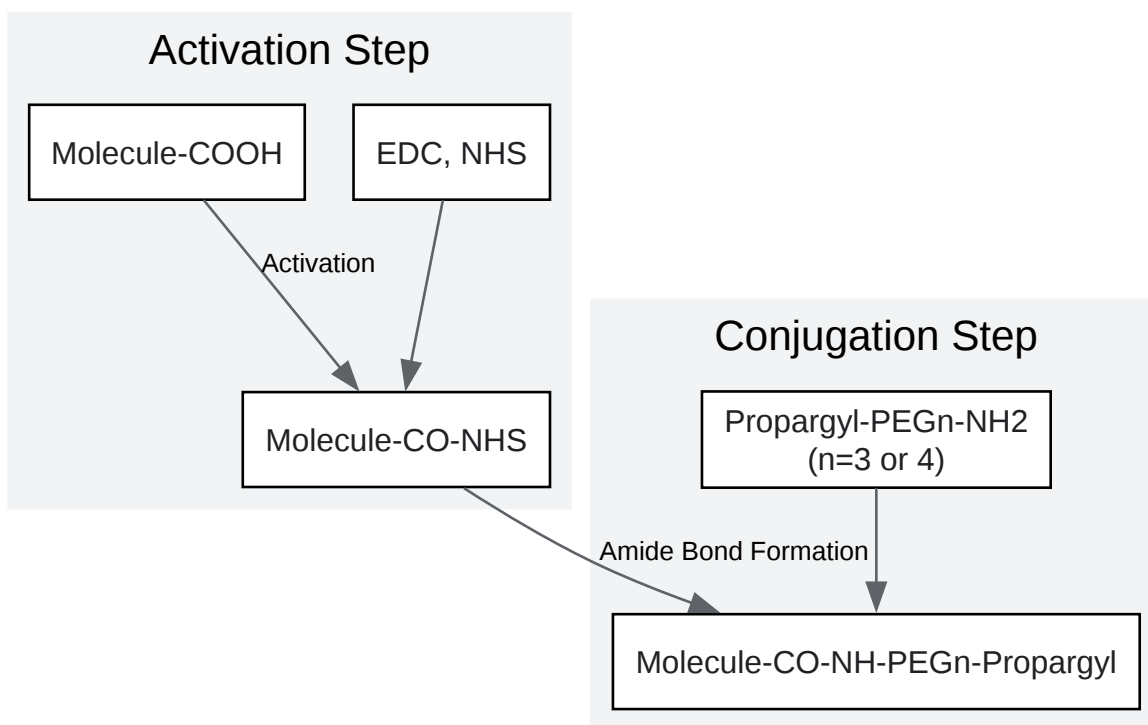 Activation Step
Molecule-COOH
EDC, NHS
Activation
Molecule-CO-NHS
Conjugation Step
Propargyl-PEGn-NH2
(n=3 or 4)
Amide Bond Formation
Molecule-CO-NH-PEGn-Propargyl